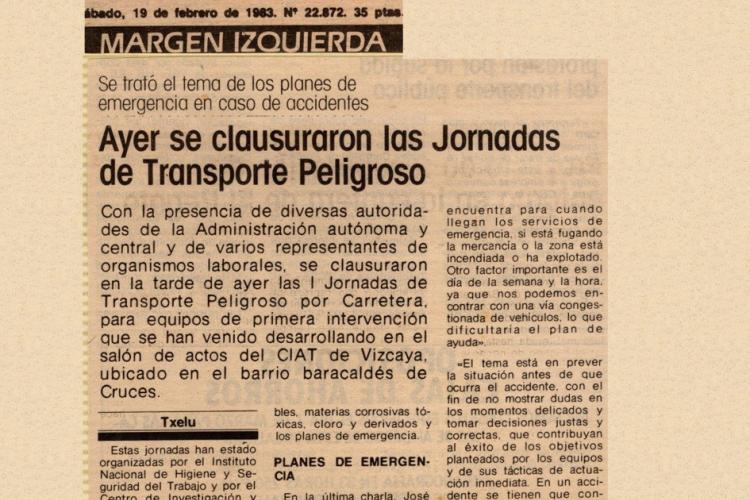 ábado, 19 de febrero de 1983. Nº 22.872. 35 ptas.
MARGEN IZQUIERDA
Se trató el tema de los planes de
emergencia en caso de accidentes
Ayer se clausuraron las Jornadas
de Transporte Peligroso
Con la presencia de diversas autorida-
des de la Administración autónoma y
central y de varios representantes de
organismos laborales, se clausuraron
en la tarde de ayer las I Jornadas de
Transporte Peligroso por Carretera,
para equipos de primera intervención
que se han venido desarrollando en el
salón de actos del CIAT de Vizcaya,
ubicado en el barrio baracaldés de
Cruces.
Txelu
Estas jornadas han estado
organizadas por el Instituto
Nacional de Higiene y Se-
guridad del Trabajo y por el
Centro de Investigación y
bles, materias corrosivas tó-
xicas, cloro y derivados y
los planes de emergencia.
PLANES DE EMERGEN-
CIA
En la última charla, José
encuentra para cuando
llegan los servicios de
emergencia, si está fugando
la mercancía o la zona está
incendiada o ha explotado.
Otro factor importante es el
día de la semana y la hora,
ya que nos podemos en-
contrar con una vía conges-
tionada de vehículos, lo que
dificultaría el plan de
ayuda».
«El tema está en prever
la situación antes de que
ocurra el accidente, con el
fin de no mostrar dudas en
los momentos delicados y
tomar decisiones justas y
correctas, que contribuyan
al éxito de los objetivos
planteados por los equipos
y de sus tácticas de actua-
ción inmediata. En un acci-
dente se tienen que con-